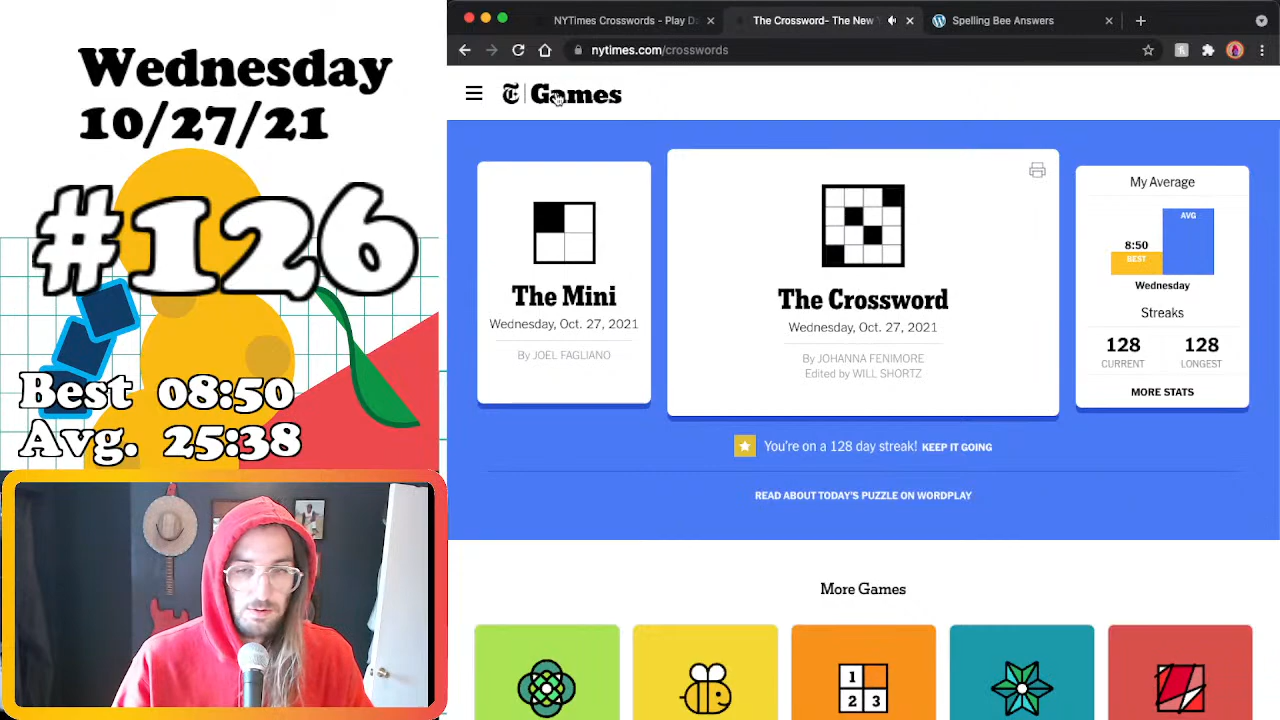 Wednesday
10/27/21
#126
Best 08:50
Avg. 25:38
NYTimes Crosswords - Play Da
The Crossword- The New
Spelling Bee Answers
nytimes.com/crosswords
Games
The Mini
Wednesday, Oct. 27, 2021
By JOEL FAGLIANO
The Crossword
Wednesday, Oct. 27, 2021
By JOHANNA FENIMORE
Edited by WILL SHORTZ
My Average
AVG
8:50
BEST
Wednesday
Streaks
128 128
CURRENT LONGEST
MORE STATS
You're on a 128 day streak! KEEP IT GOING
READ ABOUT TODAY'S PUZZLE ON WORDPLAY
More Games
1
2 3